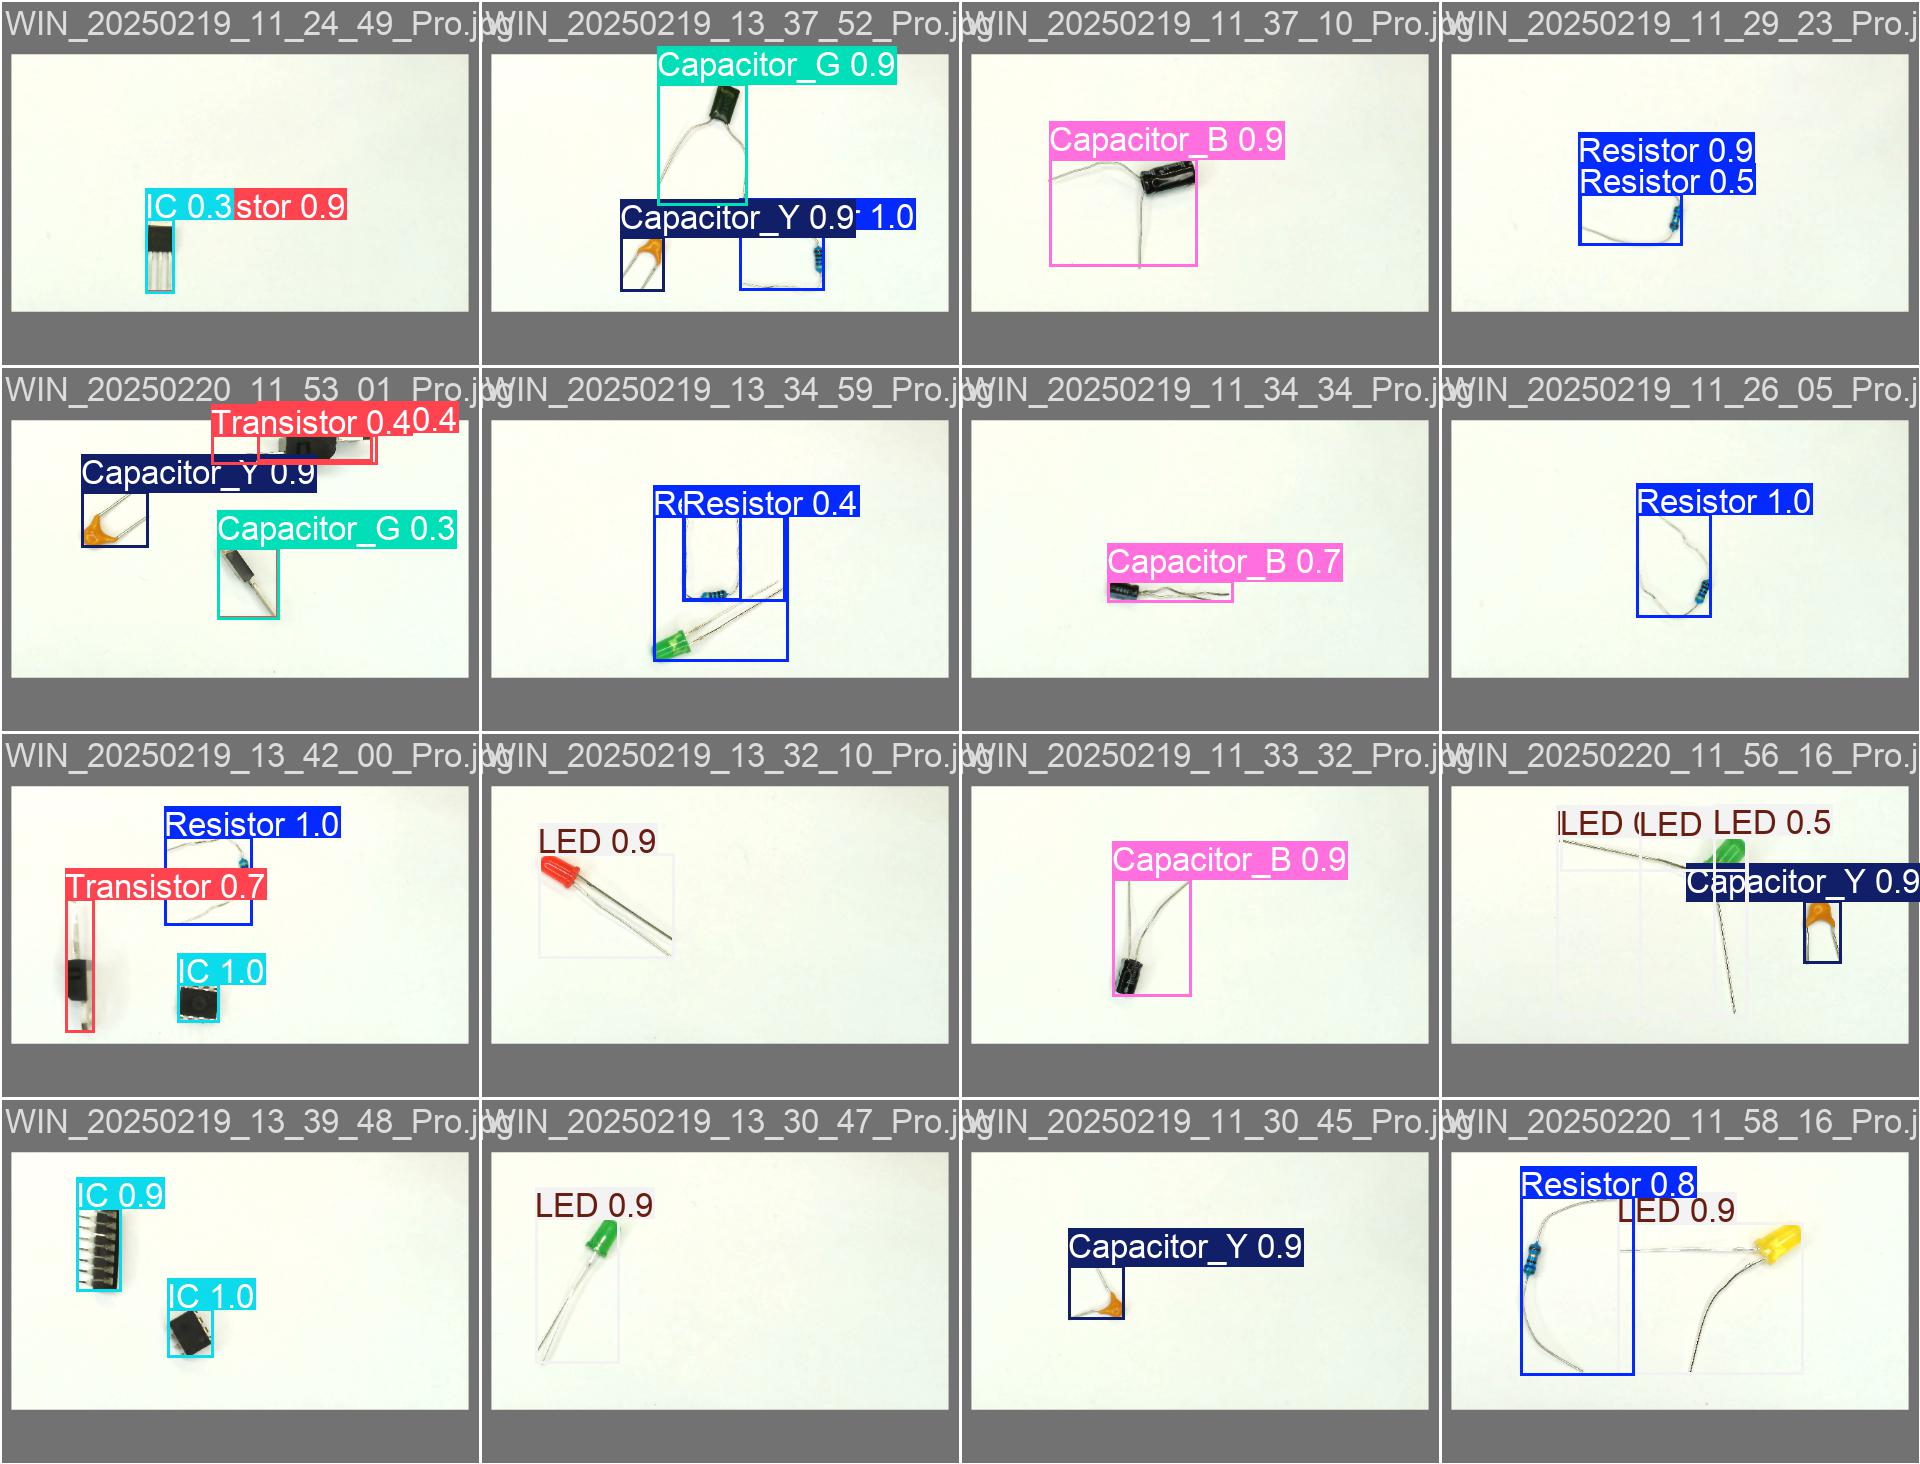 WIN_20250219_11_24_49_Pro.jpg
WIN_20250219_13_37_52_Pro.jpg
WIN_20250219_11_37_10_Pro.jpg
WIN_20250219_11_29_23_Pro.j
IC 0.3
stor 0.9
Capacitor_G 0.9
Capacitor_Y 0.9
1.0
Capacitor_B 0.9
Resistor 0.9
Resistor 0.5
WIN_20250220_11_53_01_Pro.jpg
WIN_20250219_13_34_59_Pro.jpg
WIN_20250219_11_34_34_Pro.jpg
WIN_20250219_11_26_05_Pro.j
Transistor 0.4
0.4
Capacitor_Y 0.9
Capacitor_G 0.3
Resistor 0.4
Capacitor_B 0.7
Resistor 1.0
WIN_20250219_13_42_00_Pro.jpg
WIN_20250219_13_32_10_Pro.jpg
WIN_20250219_11_33_32_Pro.jpg
WIN_20250220_11_56_16_Pro.j
Resistor 1.0
Transistor 0.7
IC 1.0
LED 0.9
Capacitor_B 0.9
LED
LED
LED 0.5
Capacitor_Y 0.9
WIN_20250219_13_39_48_Pro.jpg
WIN_20250219_13_30_47_Pro.jpg
WIN_20250219_11_30_45_Pro.jpg
WIN_20250220_11_58_16_Pro.j
IC 0.9
IC 1.0
LED 0.9
Capacitor_Y 0.9
Resistor 0.8
LED 0.9